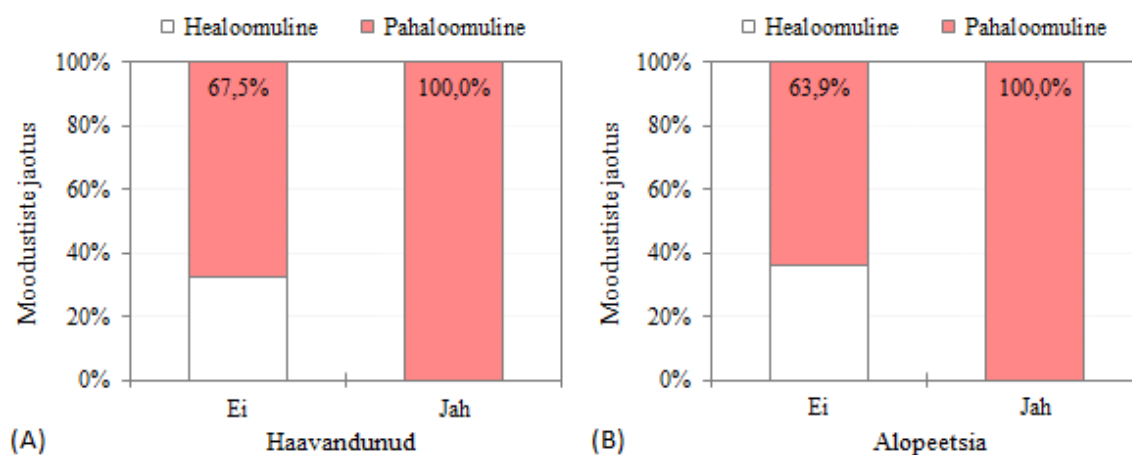 Healoomuline Pahaloomuline
100%
80%
60%
40%
20%
0%
Moodustiste jaotus
67,5% 100,0%
Ei Jah
Haavandunud
(A)
Healoomuline Pahaloomuline
100%
80%
60%
40%
20%
0%
Moodustiste jaotus
63,9% 100,0%
Ei Jah
Alopeetsia
(B)